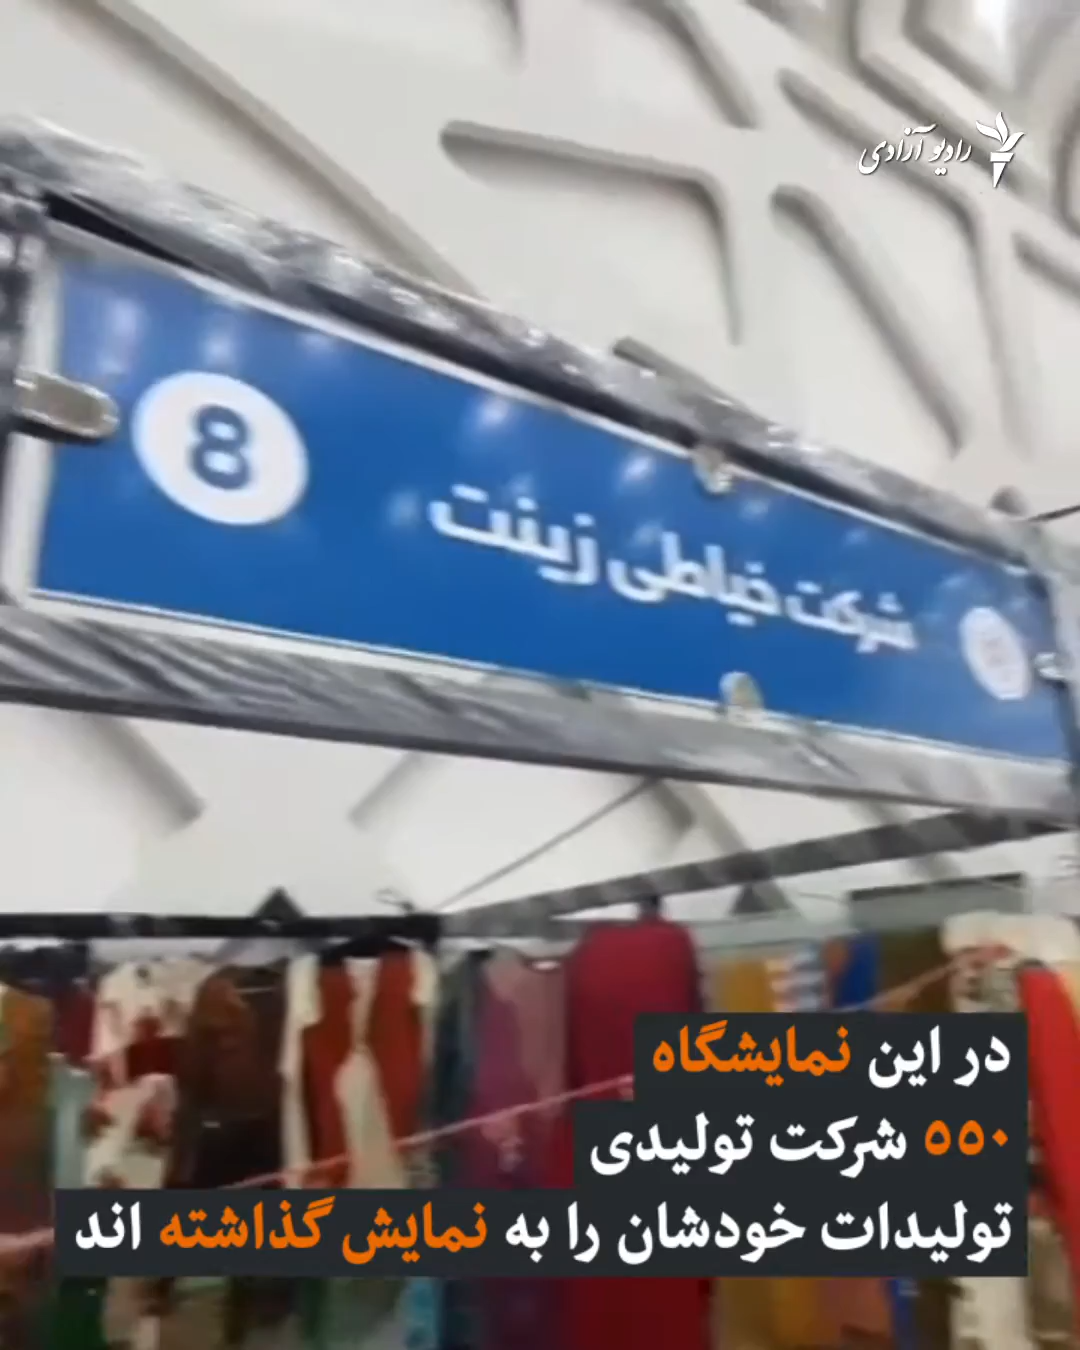 رادیو آزادی
8
شرکت خیاطی زینت
در این نمایشگاه
۵۵۰ شرکت تولیدی
تولیدات خودشان را به نمایش گذاشته اند